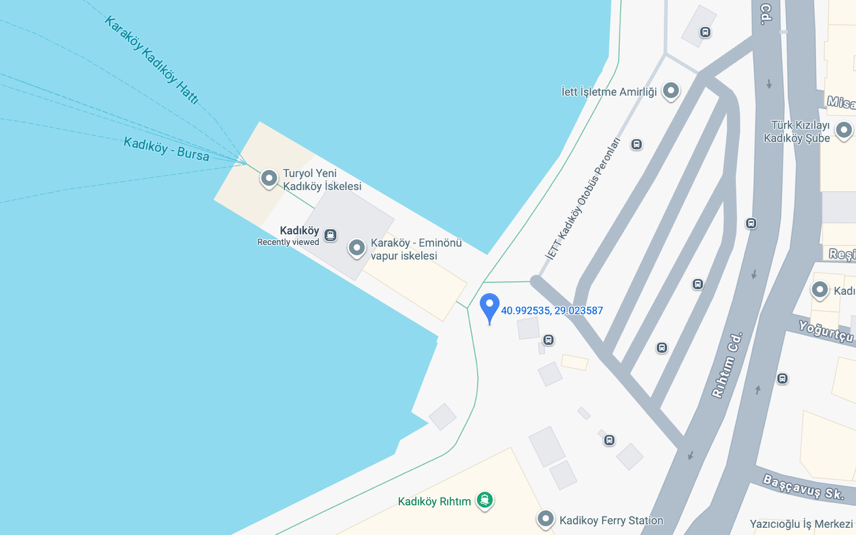 Karaköy Kadıköy Hattı
Kadıköy - Bursa
Turyol Yeni
Kadıköy İskelesi
Kadıköy
Recently viewed
Karaköy - Eminönü
vapur iskelesi
Cd.
İett İşletme Amirliği
İETT Kadıköy Otobüs Peronları
Misa
Türk Kızılayı
Kadıköy Şube
Reşi
Kadı
Yoğurtçu
40.992535, 29.023587
Rıhtım Cd.
Başçavuş Sk.
Kadıköy Rıhtım
Kadikoy Ferry Station
Yazıcıoğlu İş Merkezi